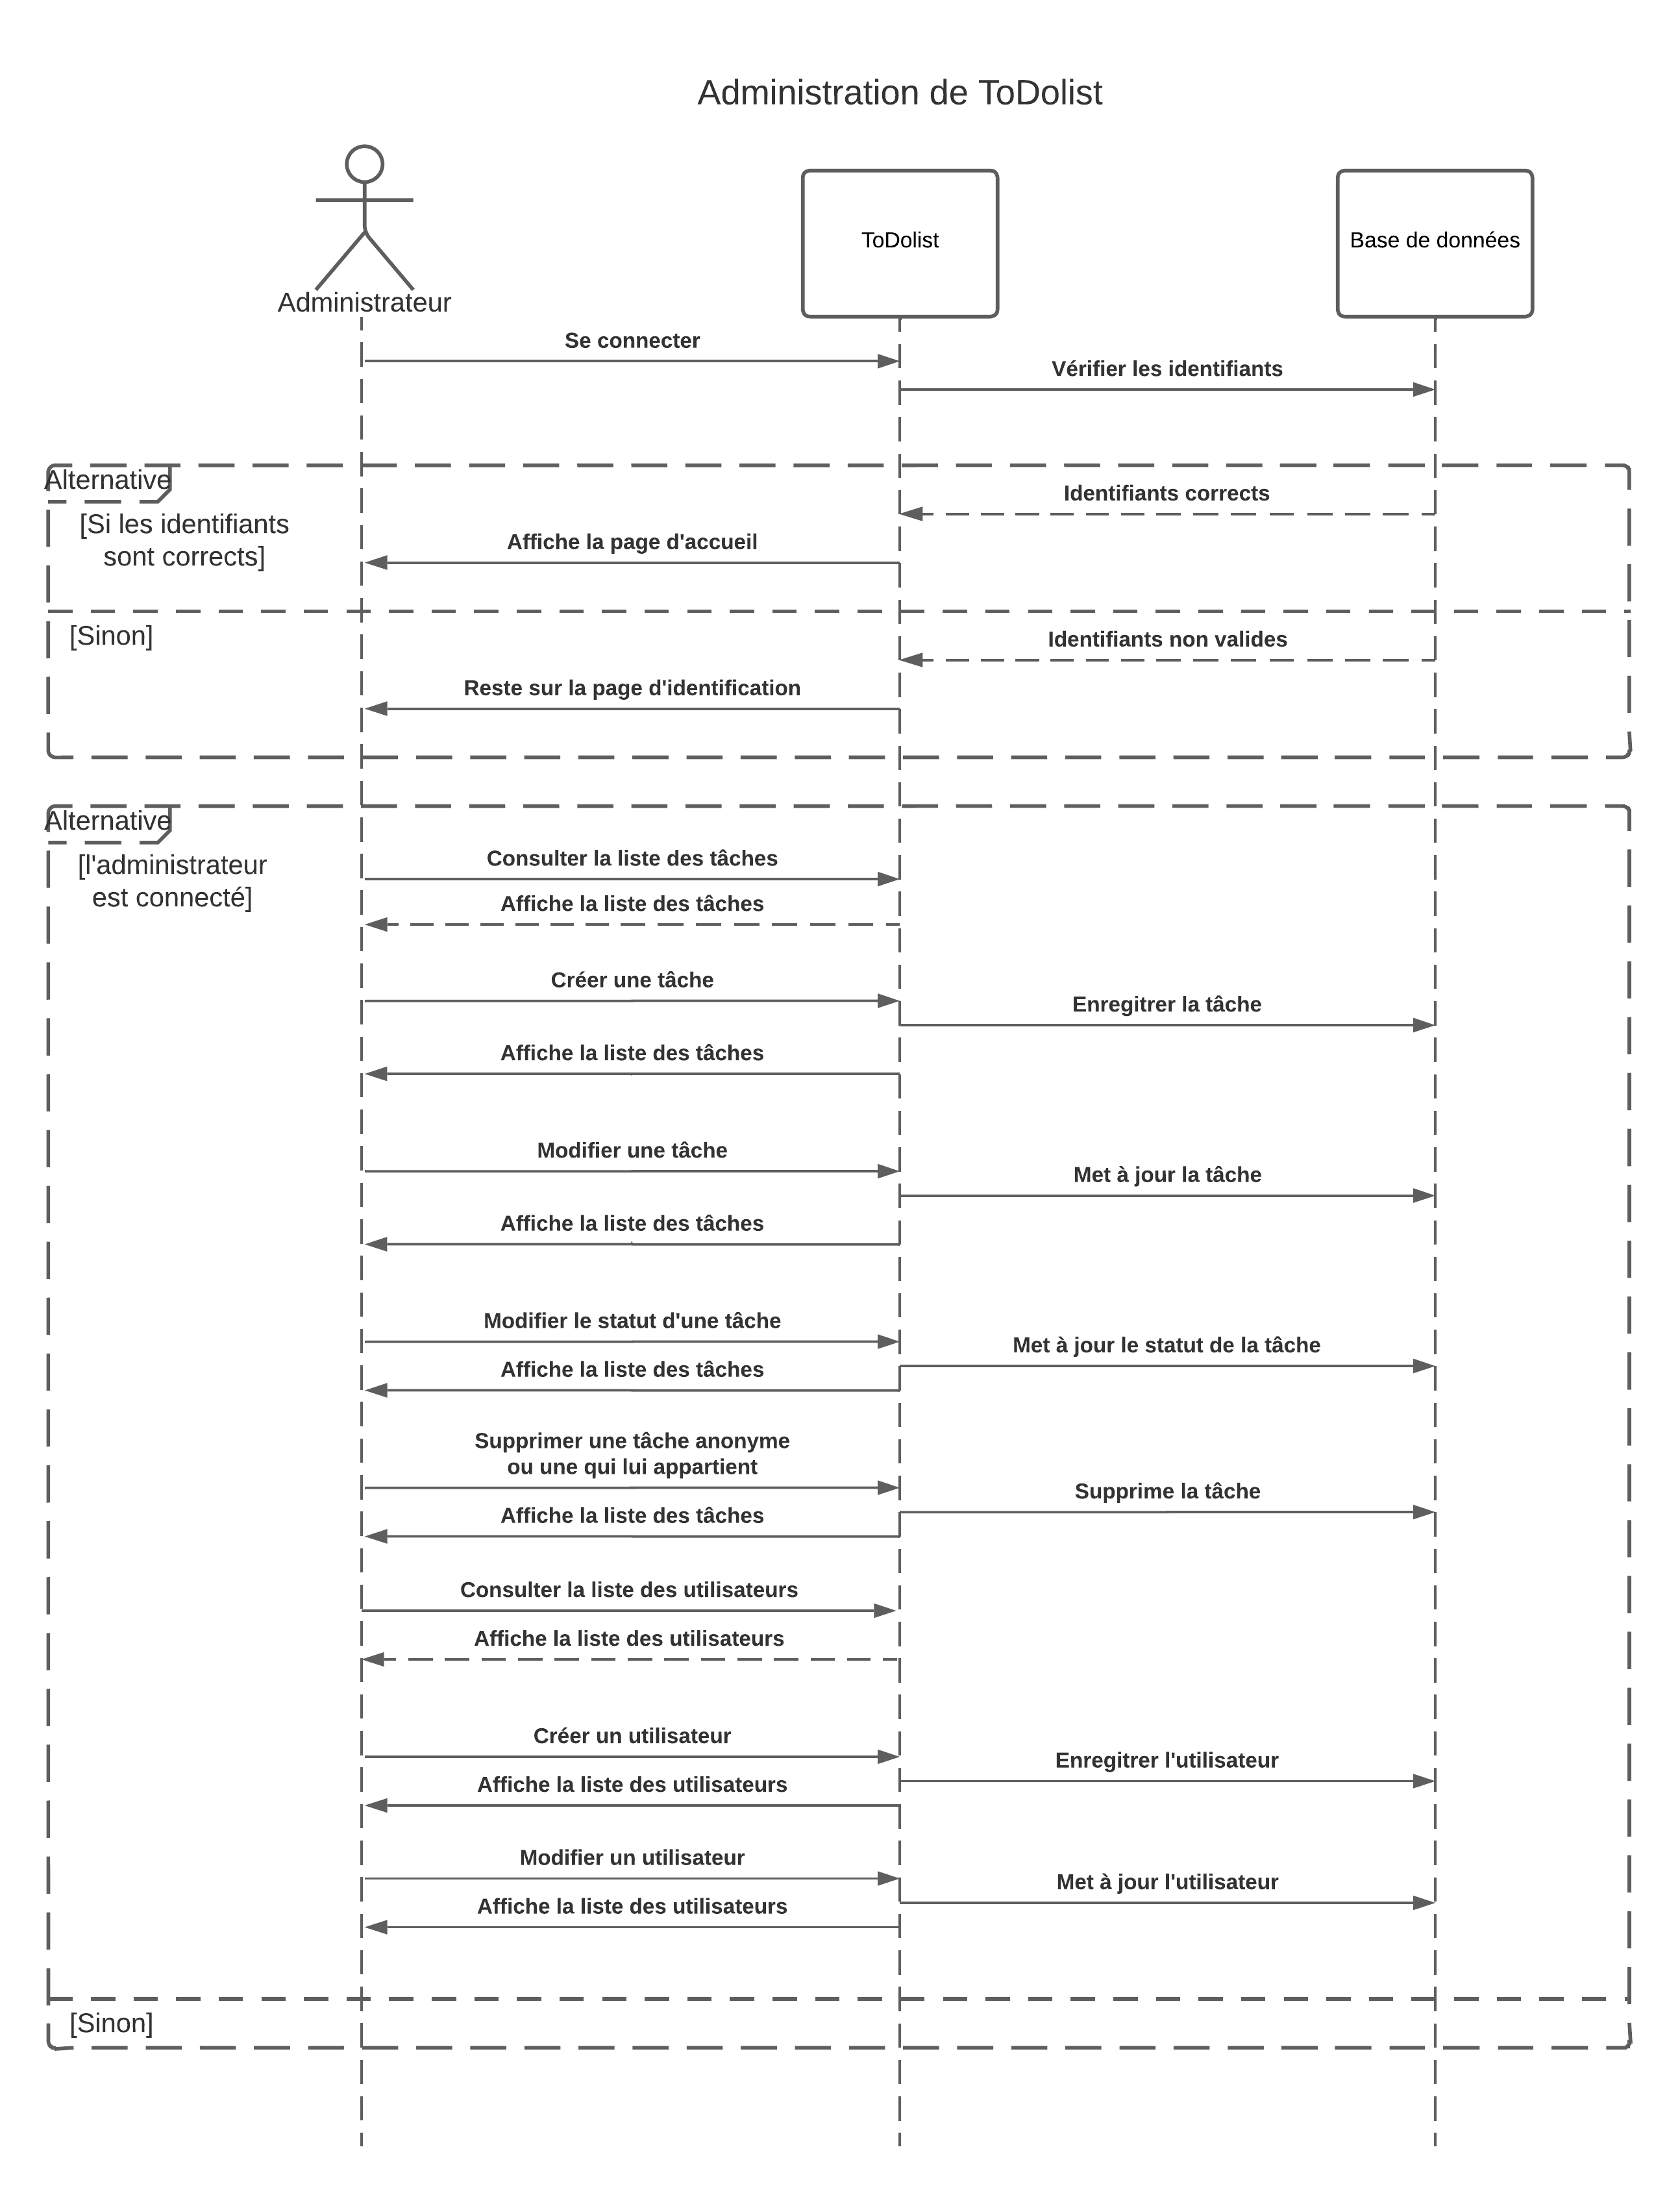 Administration de ToDolist
Administrateur
ToDolist
Base de données
Se connecter
Vérifier les identifiants
Alternative
[Si les identifiants
sont corrects]
Identifiants corrects
Affiche la page d'accueil
[Sinon]
Identifiants non valides
Reste sur la page d'identification
Alternative
[l'administrateur
est connecté]
Consulter la liste des tâches
Affiche la liste des tâches
Créer une tâche
Enregitrer la tâche
Affiche la liste des tâches
Modifier une tâche
Met à jour la tâche
Affiche la liste des tâches
Modifier le statut d'une tâche
Met à jour le statut de la tâche
Affiche la liste des tâches
Supprimer une tâche anonyme
ou une qui lui appartient
Supprime la tâche
Affiche la liste des tâches
Consulter la liste des utilisateurs
Affiche la liste des utilisateurs
Créer un utilisateur
Enregitrer l'utilisateur
Affiche la liste des utilisateurs
Modifier un utilisateur
Met à jour l'utilisateur
Affiche la liste des utilisateurs
[Sinon]